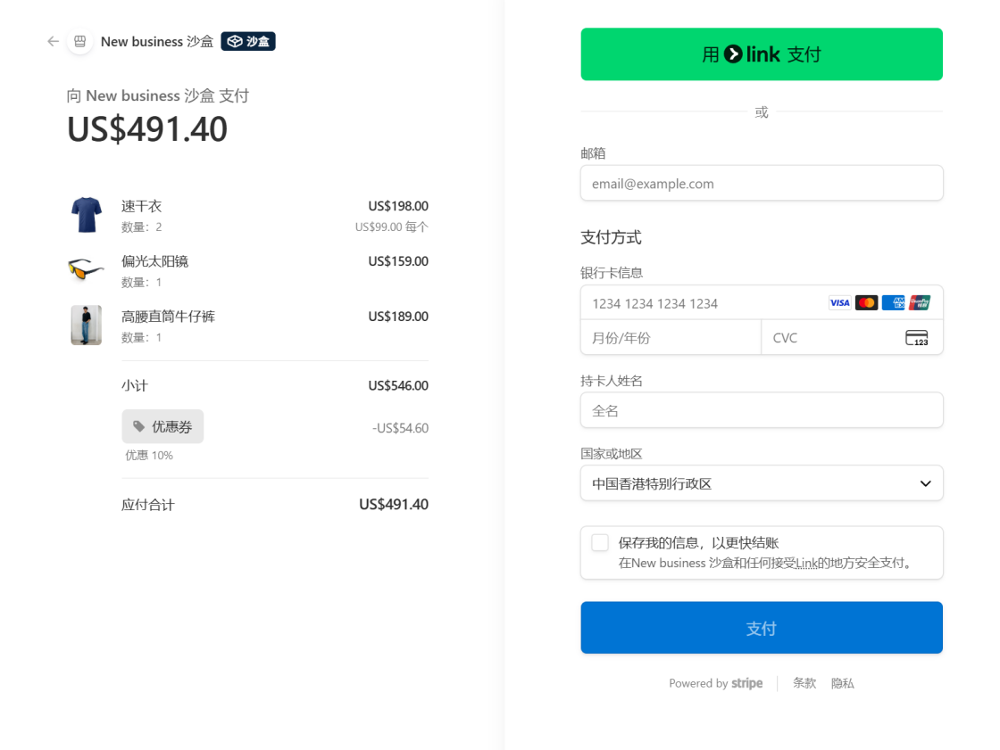 New business 沙盒 沙盒
向 New business 沙盒 支付
US$491.40
速干衣 US$198.00
数量：2 US$99.00 每个
偏光太阳镜 US$159.00
数量：1
高腰直筒牛仔裤 US$189.00
数量：1
小计 US$546.00
优惠券 -US$54.60
优惠 10%
应付合计 US$491.40
用 link 支付
或
邮箱
email@example.com
支付方式
银行卡信息
1234 1234 1234 1234 VISA AMEX UnionPay 银联
月份/年份 CVC 123
持卡人姓名
全名
国家或地区
中国香港特别行政区
保存我的信息，以更快结账
在New business 沙盒和任何接受Link的地方安全支付。
支付
Powered by stripe 条款 隐私